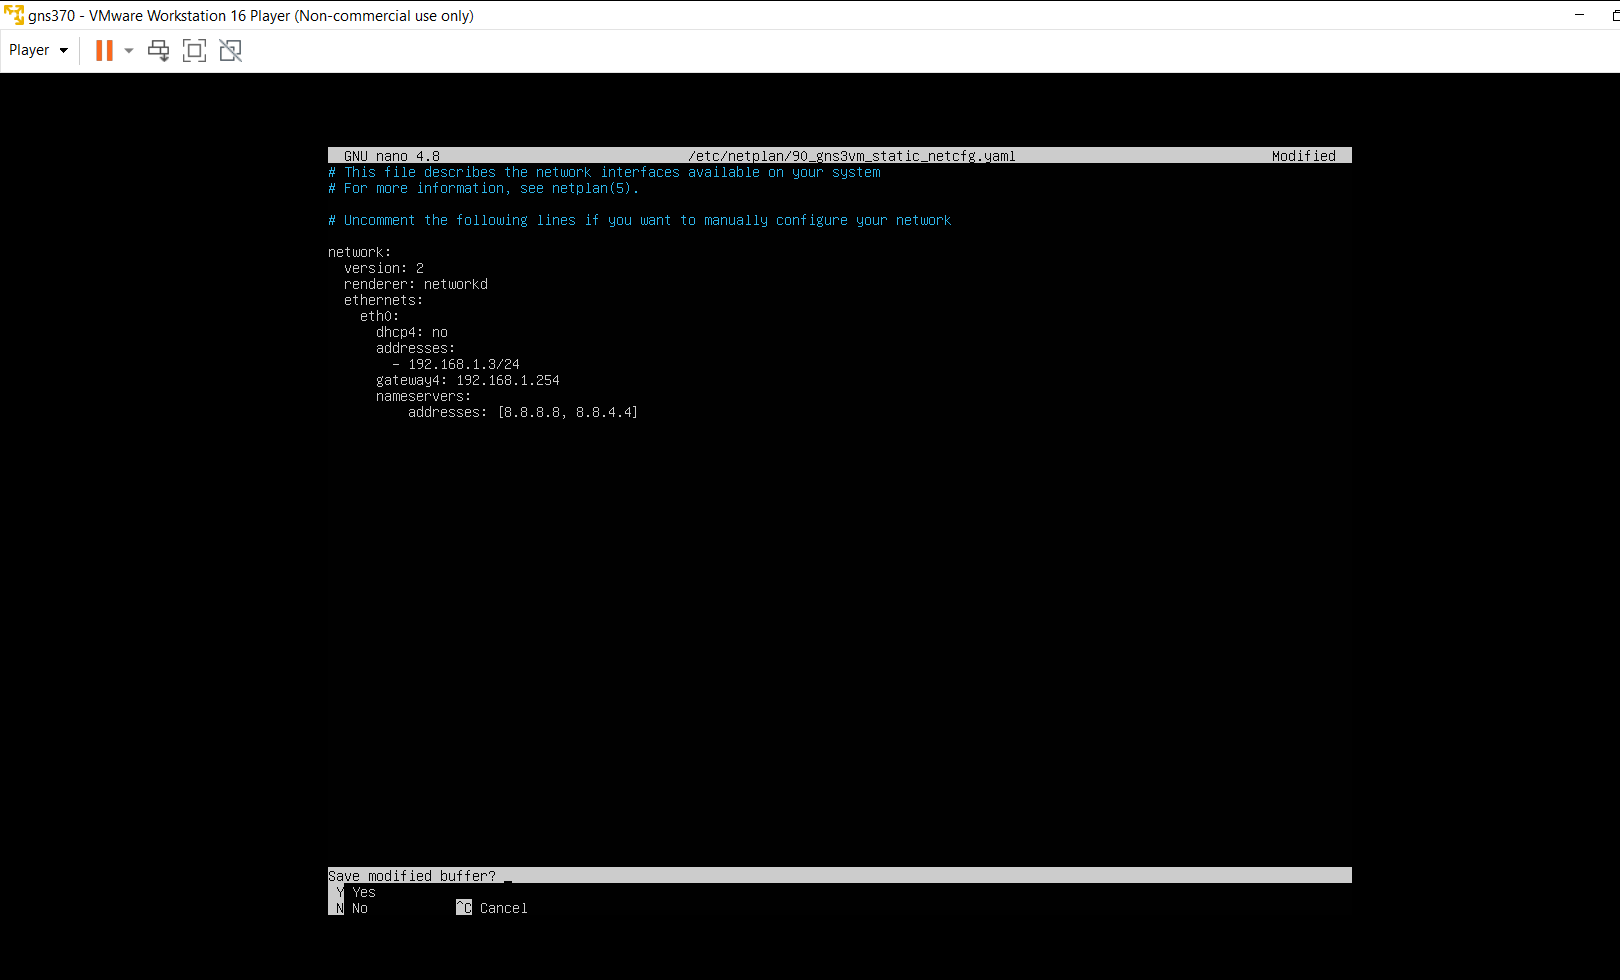 gns370 - VMware Workstation 16 Player (Non-commercial use only)
Player
GNU nano 4.8 /etc/netplan/90_gns3vm_static_netcfg.yaml Modified
# This file describes the network interfaces available on your system
# For more information, see netplan(5).
# Uncomment the following lines if you want to manually configure your network
network:
  version: 2
  renderer: networkd
  ethernets:
    eth0:
      dhcp4: no
      addresses:
        - 192.168.1.3/24
      gateway4: 192.168.1.254
      nameservers:
          addresses: [8.8.8.8, 8.8.4.4]
Save modified buffer? _
Y Yes
N No ^C Cancel